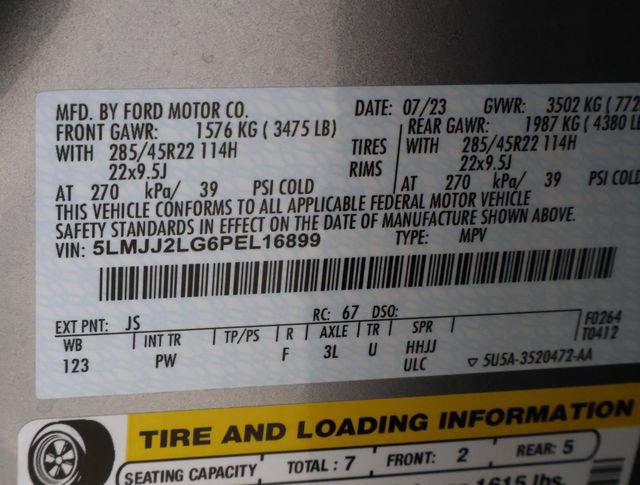 MFD. BY FORD MOTOR CO. DATE: 07/23 GVWR: 3502 KG ( 772
FRONT GAWR: 1576 KG ( 3475 LB) REAR GAWR: 1987 KG ( 4380 LB
WITH 285/45R22 114H TIRES WITH 285/45R22 114H
22x9.5J RIMS 22x9.5J
AT 270 kPa/ 39 PSI COLD AT 270 kPa/ 39 PSI COLD
THIS VEHICLE CONFORMS TO ALL APPLICABLE FEDERAL MOTOR VEHICLE
SAFETY STANDARDS IN EFFECT ON THE DATE OF MANUFACTURE SHOWN ABOVE.
VIN: 5LMJJ2LG6PEL16899 TYPE: MPV
EXT PNT: JS RC: 67 DSO: F0264
WB INT TR TP/PS R AXLE TR SPR T0412
123 PW F 3L U HHJJ
ULC ▽ 5U5A-3520472-AA
TIRE AND LOADING INFORMATION
SEATING CAPACITY TOTAL : 7 FRONT: 2 REAR: 5
1615 lbs.